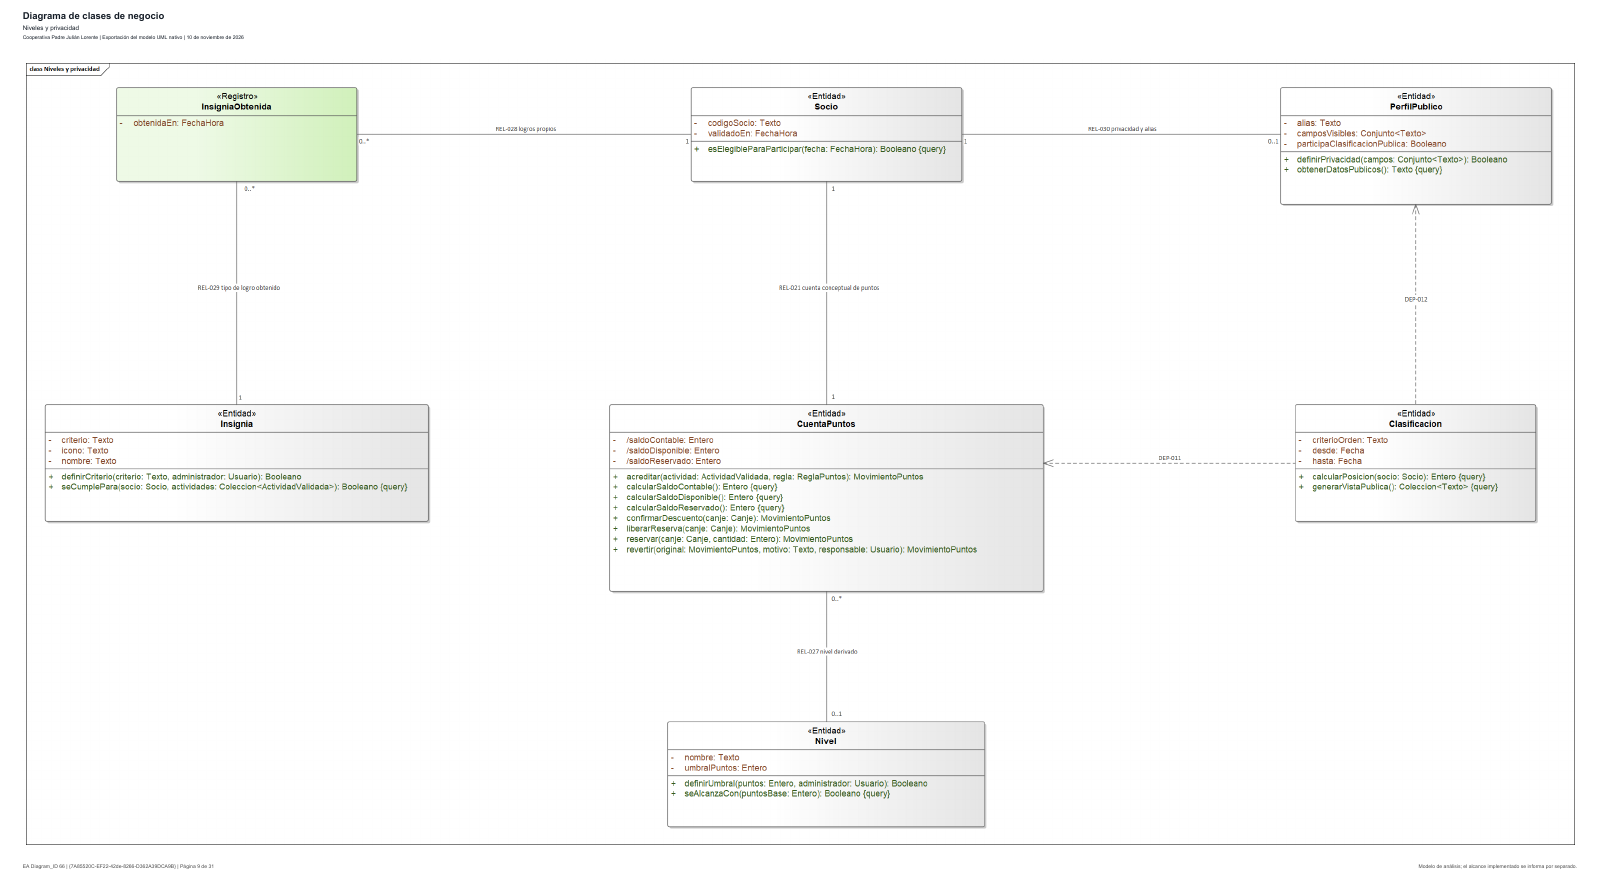 Diagrama de clases de negocio
Niveles y privacidad
Cooperativa Padre Julián Lorente | Exportación del modelo UML nativo | 10 de noviembre de 2026
class Niveles y privacidad
«Registro»
InsigniaObtenida
- obtenidaEn: FechaHora
«Entidad»
Socio
- codigoSocio: Texto
- validadoEn: FechaHora
+ esElegibleParaParticipar(fecha: FechaHora): Booleano {query}
«Entidad»
PerfilPublico
- alias: Texto
- camposVisibles: Conjunto<Texto>
- participaClasificacionPublica: Booleano
+ definirPrivacidad(campos: Conjunto<Texto>): Booleano
+ obtenerDatosPublicos(): Texto {query}
REL-028 logros propios
0..*
1
REL-030 privacidad y alias
1
0..1
0..*
REL-029 tipo de logro obtenido
1
1
REL-021 cuenta conceptual de puntos
1
DEP-012
«Entidad»
Insignia
- criterio: Texto
- icono: Texto
- nombre: Texto
+ definirCriterio(criterio: Texto, administrador: Usuario): Booleano
+ seCumplePara(socio: Socio, actividades: Coleccion<ActividadValidada>): Booleano {query}
«Entidad»
CuentaPuntos
- /saldoContable: Entero
- /saldoDisponible: Entero
- /saldoReservado: Entero
+ acreditar(actividad: ActividadValidada, regla: ReglaPuntos): MovimientoPuntos
+ calcularSaldoContable(): Entero {query}
+ calcularSaldoDisponible(): Entero {query}
+ calcularSaldoReservado(): Entero {query}
+ confirmarDescuento(canje: Canje): MovimientoPuntos
+ liberarReserva(canje: Canje): MovimientoPuntos
+ reservar(canje: Canje, cantidad: Entero): MovimientoPuntos
+ revertir(original: MovimientoPuntos, motivo: Texto, responsable: Usuario): MovimientoPuntos
DEP-011
«Entidad»
Clasificacion
- criterioOrden: Texto
- desde: Fecha
- hasta: Fecha
+ calcularPosicion(socio: Socio): Entero {query}
+ generarVistaPublica(): Coleccion<Texto> {query}
0..*
REL-027 nivel derivado
0..1
«Entidad»
Nivel
- nombre: Texto
- umbralPuntos: Entero
+ definirUmbral(puntos: Entero, administrador: Usuario): Booleano
+ seAlcanzaCon(puntosBase: Entero): Booleano {query}
EA Diagram_ID 66 | | Página 9 de 31
Modelo de análisis; el alcance implementado se informa por separado.